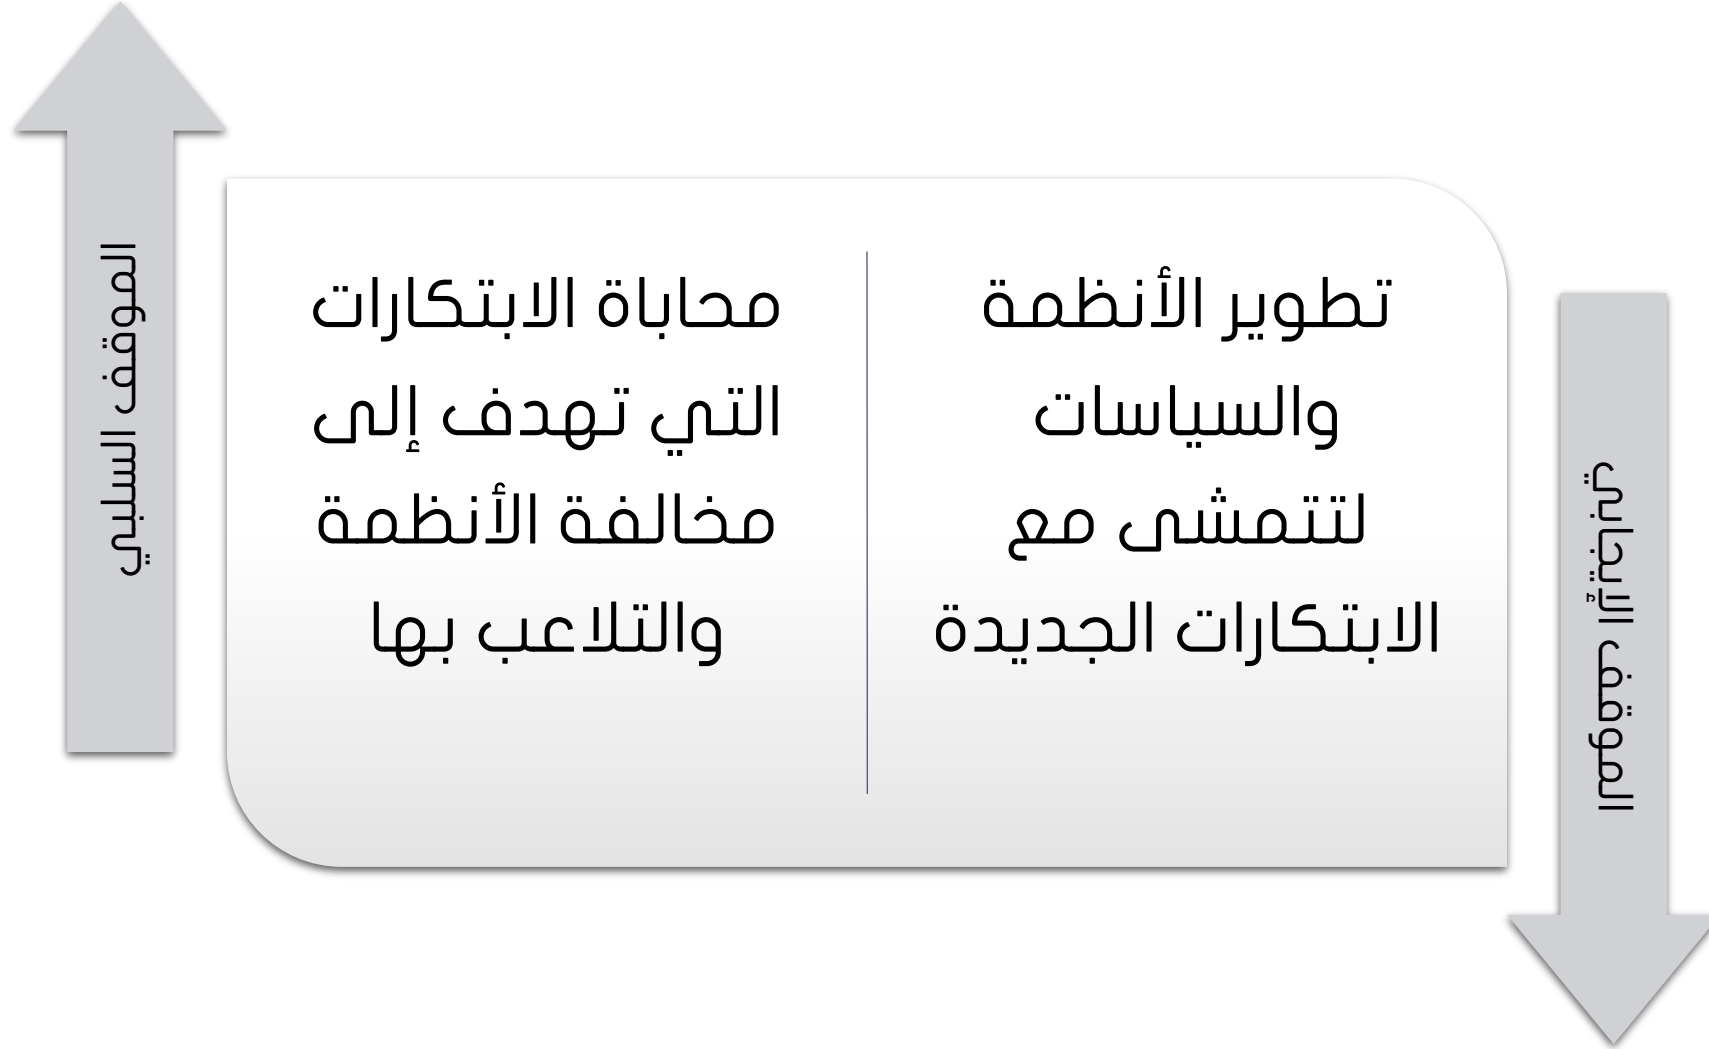 الموقف الأيجابي
تطوير الأنظمة
والسياسات
لتتمشى مع
الابتكارات الجديدة
محاباة الابتكارات
التي تهدف إلى
مخالفة الأنظمة
والتلاعب بها
الموقف السلبي